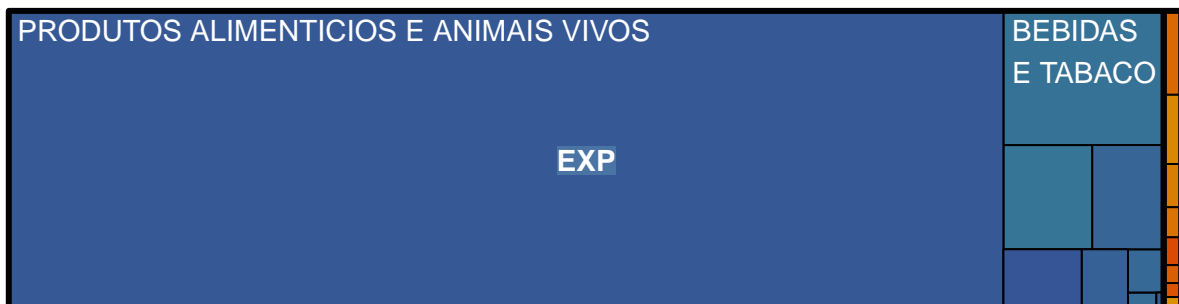 PRODUTOS ALIMENTICIOS E ANIMAIS VIVOS
BEBIDAS
E TABACO
EXP